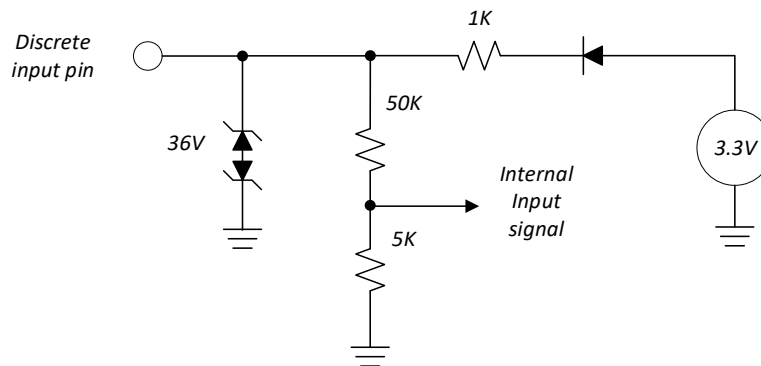 1K
Discrete
input pin
50K
36V
3.3V
Internal
Input
signal
5K